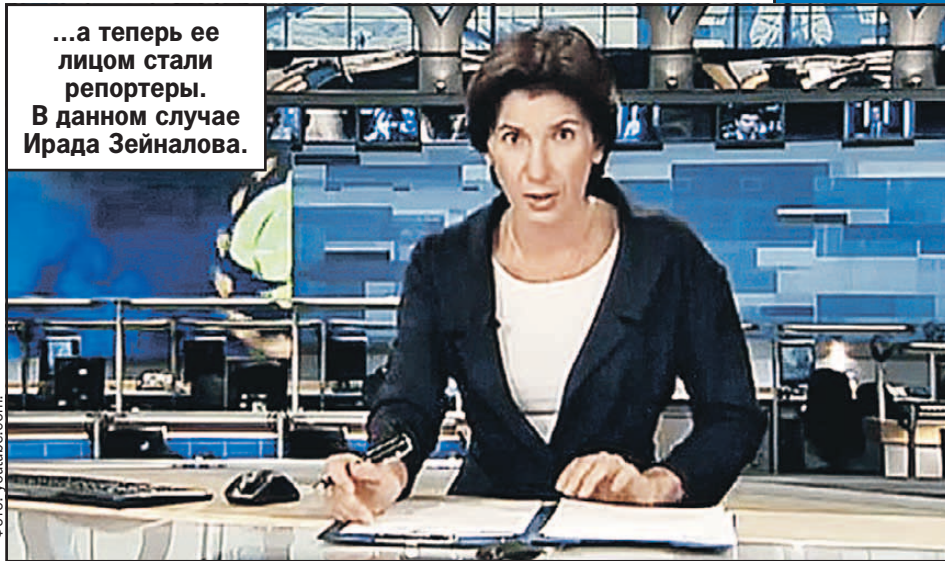 ...а теперь ее
лицом стали
репортеры.
В данном случае
Ирада Зейналова.